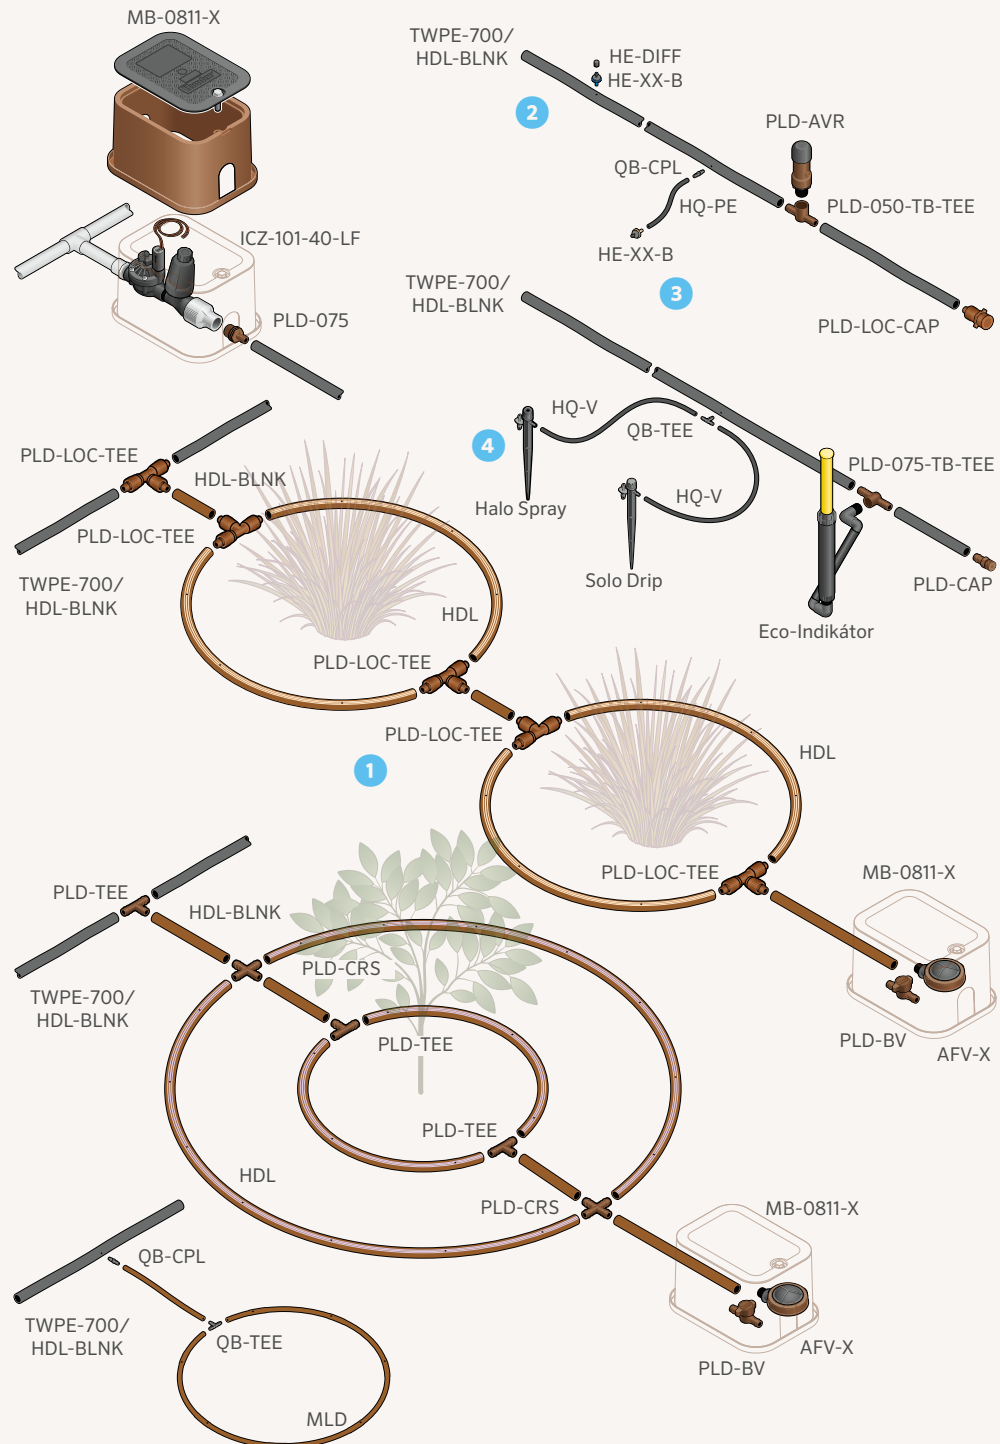 MB-0811-X
ICZ-101-40-LF
PLD-075
TWPE-700/
HDL-BLNK
HE-DIFF
HE-XX-B
2
PLD-AVR
QB-CPL
HQ-PE
PLD-050-TB-TEE
HE-XX-B
3
PLD-LOC-CAP
TWPE-700/
HDL-BLNK
HQ-V
QB-TEE
4
Halo Spray
HQ-V
Solo Drip
PLD-075-TB-TEE
PLD-CAP
Eco-Indikátor
PLD-LOC-TEE
HDL-BLNK
PLD-LOC-TEE
TWPE-700/
HDL-BLNK
HDL
PLD-LOC-TEE
PLD-LOC-TEE
1
HDL
PLD-LOC-TEE
MB-0811-X
PLD-BV
AFV-X
PLD-TEE
HDL-BLNK
PLD-CRS
TWPE-700/
HDL-BLNK
PLD-TEE
PLD-TEE
HDL
PLD-CRS
MB-0811-X
AFV-X
PLD-BV
QB-CPL
TWPE-700/
HDL-BLNK
QB-TEE
MLD